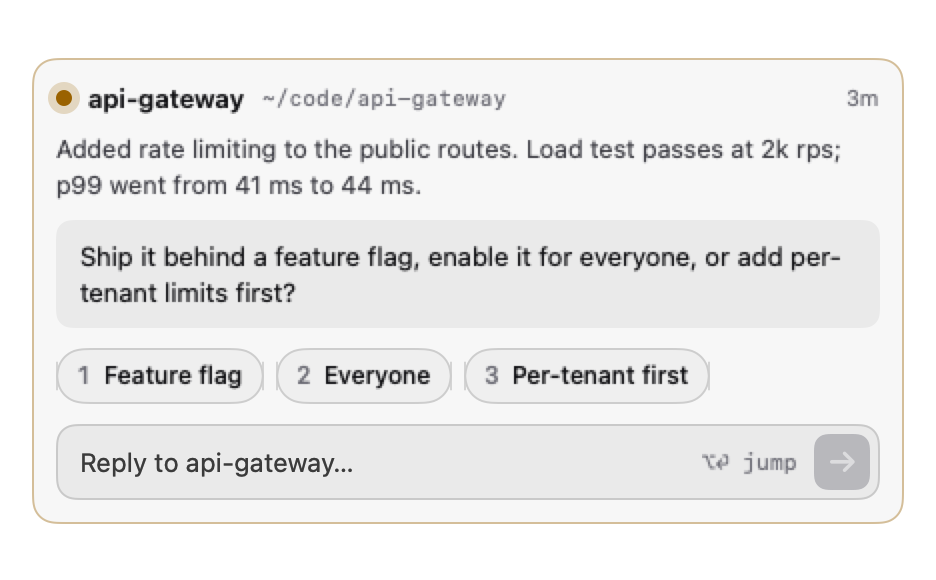 api-gateway ~/code/api-gateway 3m
Added rate limiting to the public routes. Load test passes at 2k rps;
p99 went from 41 ms to 44 ms.
Ship it behind a feature flag, enable it for everyone, or add per-
tenant limits first?
1 Feature flag 2 Everyone 3 Per-tenant first
Reply to api-gateway... ⌥⏎ jump